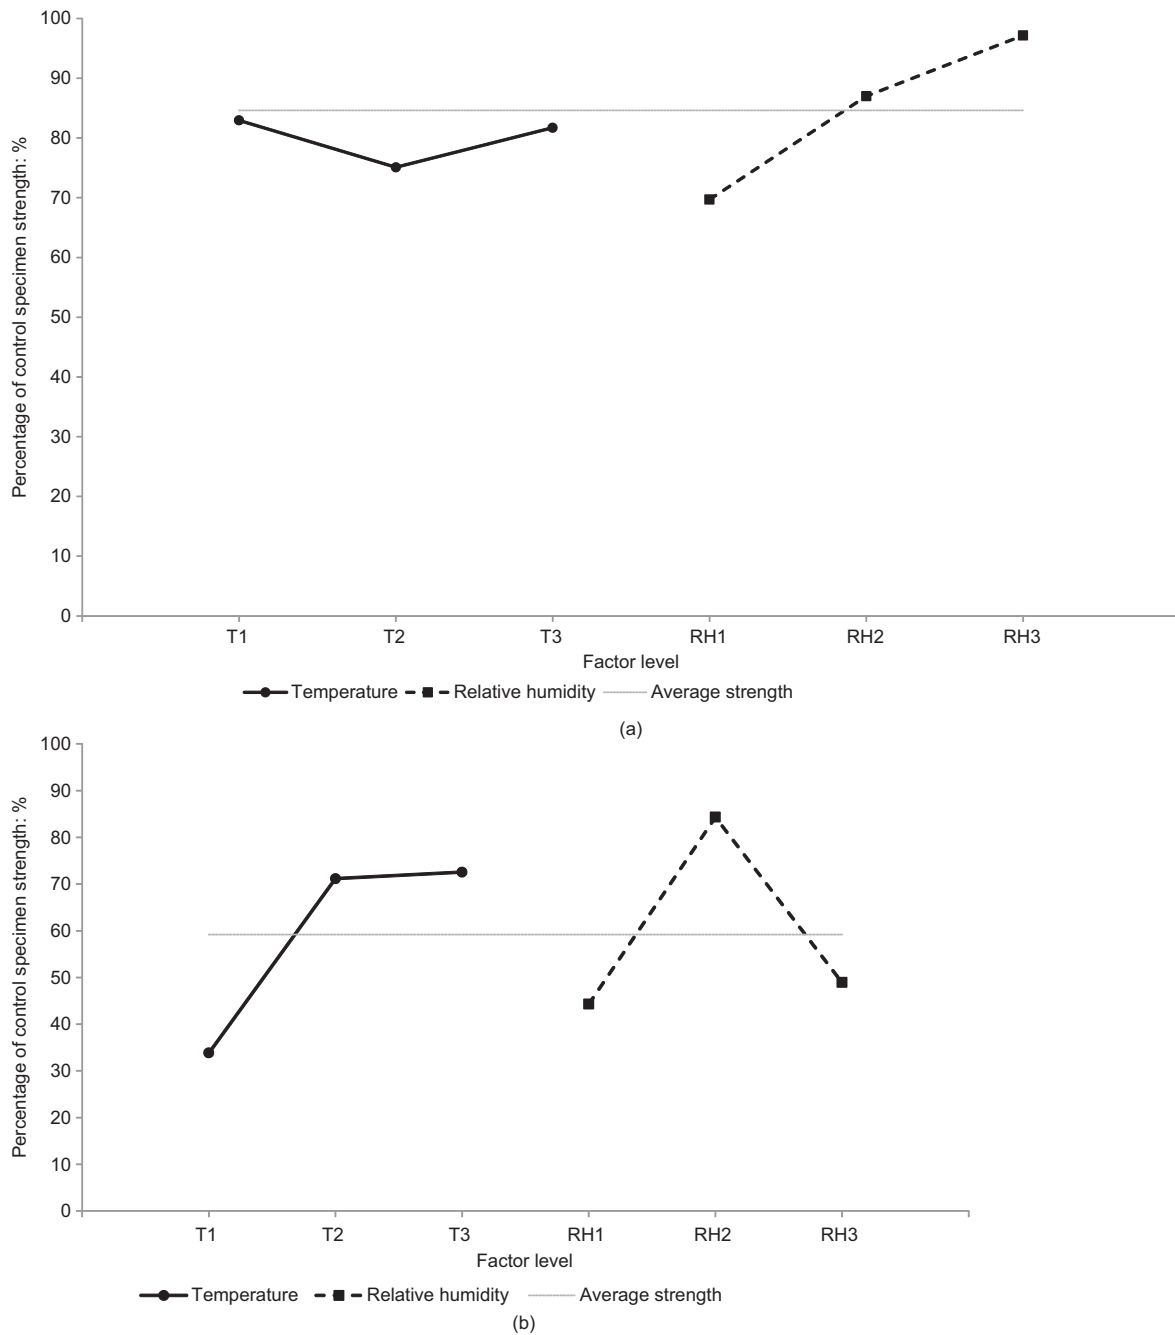 100
90
80
70
60
50
40
30
20
10
0
Percentage of control specimen strength: %
T1 T2 T3 RH1 RH2 RH3
Factor level
Temperature Relative humidity Average strength
(a)
100
90
80
70
60
50
40
30
20
10
0
Percentage of control specimen strength: %
T1 T2 T3 RH1 RH2 RH3
Factor level
Temperature Relative humidity Average strength
(b)